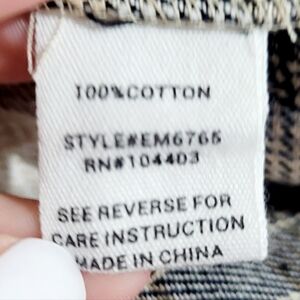 100%COTTON
STYLE#EM6765
RN#104403
SEE REVERSE FOR
CARE INSTRUCTION
MADE IN CHINA